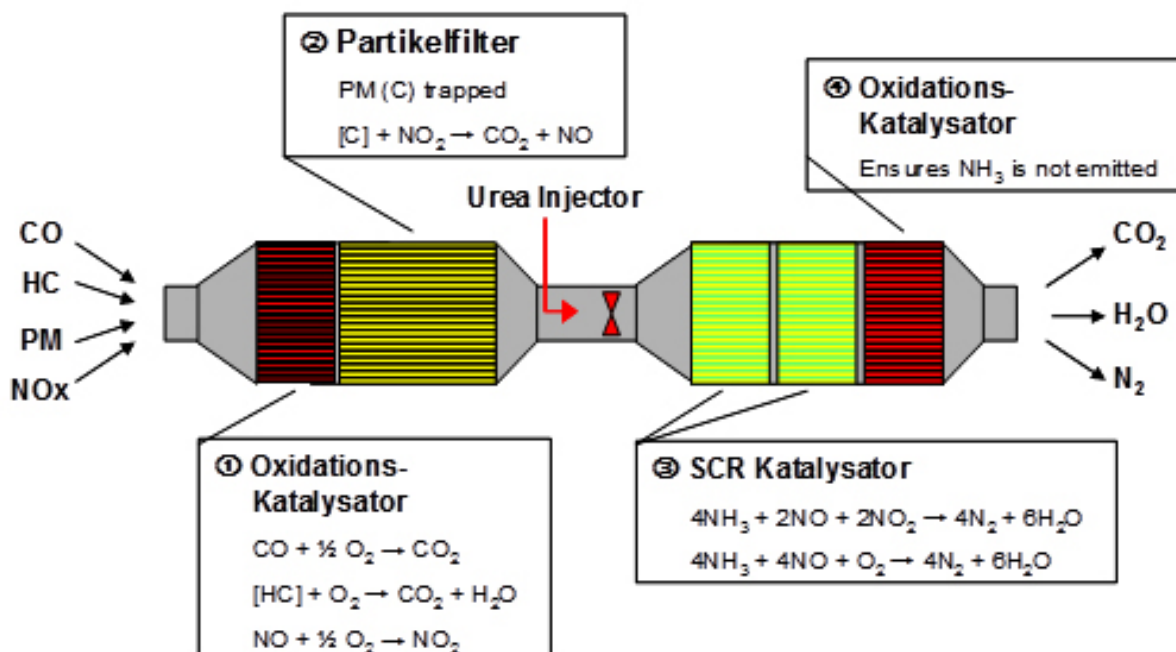 ② Partikelfilter
PM (C) trapped
[C] + NO₂ → CO₂ + NO
④ Oxidations-
Katalysator
Ensures NH₃ is not emitted
Urea Injector
CO
HC
PM
NOx
CO₂
H₂O
N₂
① Oxidations-
Katalysator
CO + ½ O₂ → CO₂
[HC] + O₂ → CO₂ + H₂O
NO + ½ O₂ → NO₂
③ SCR Katalysator
4NH₃ + 2NO + 2NO₂ → 4N₂ + 6H₂O
4NH₃ + 4NO + O₂ → 4N₂ + 6H₂O